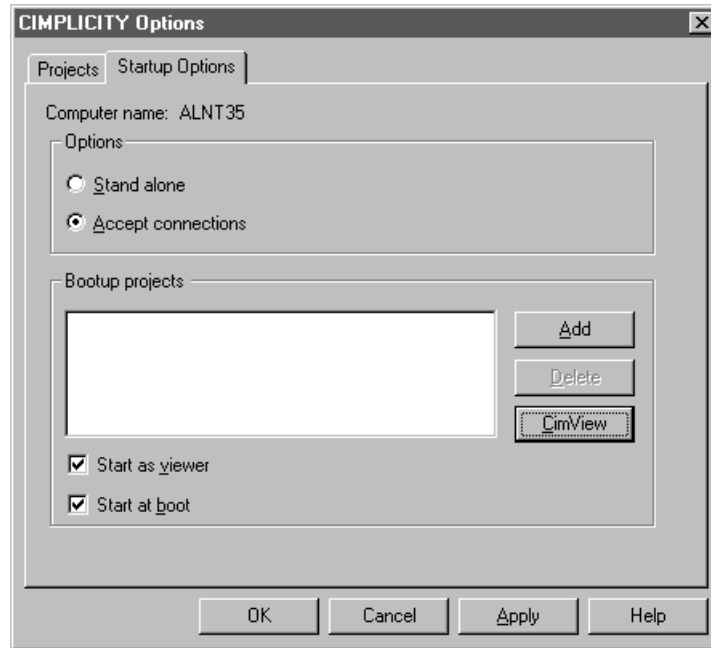 CIMPLICITY Options
Projects
Startup Options
Computer name: ALNT35
Options
Stand alone
Accept connections
Bootup projects
Add
Delete
CimView
Start as viewer
Start at boot
OK
Cancel
Apply
Help